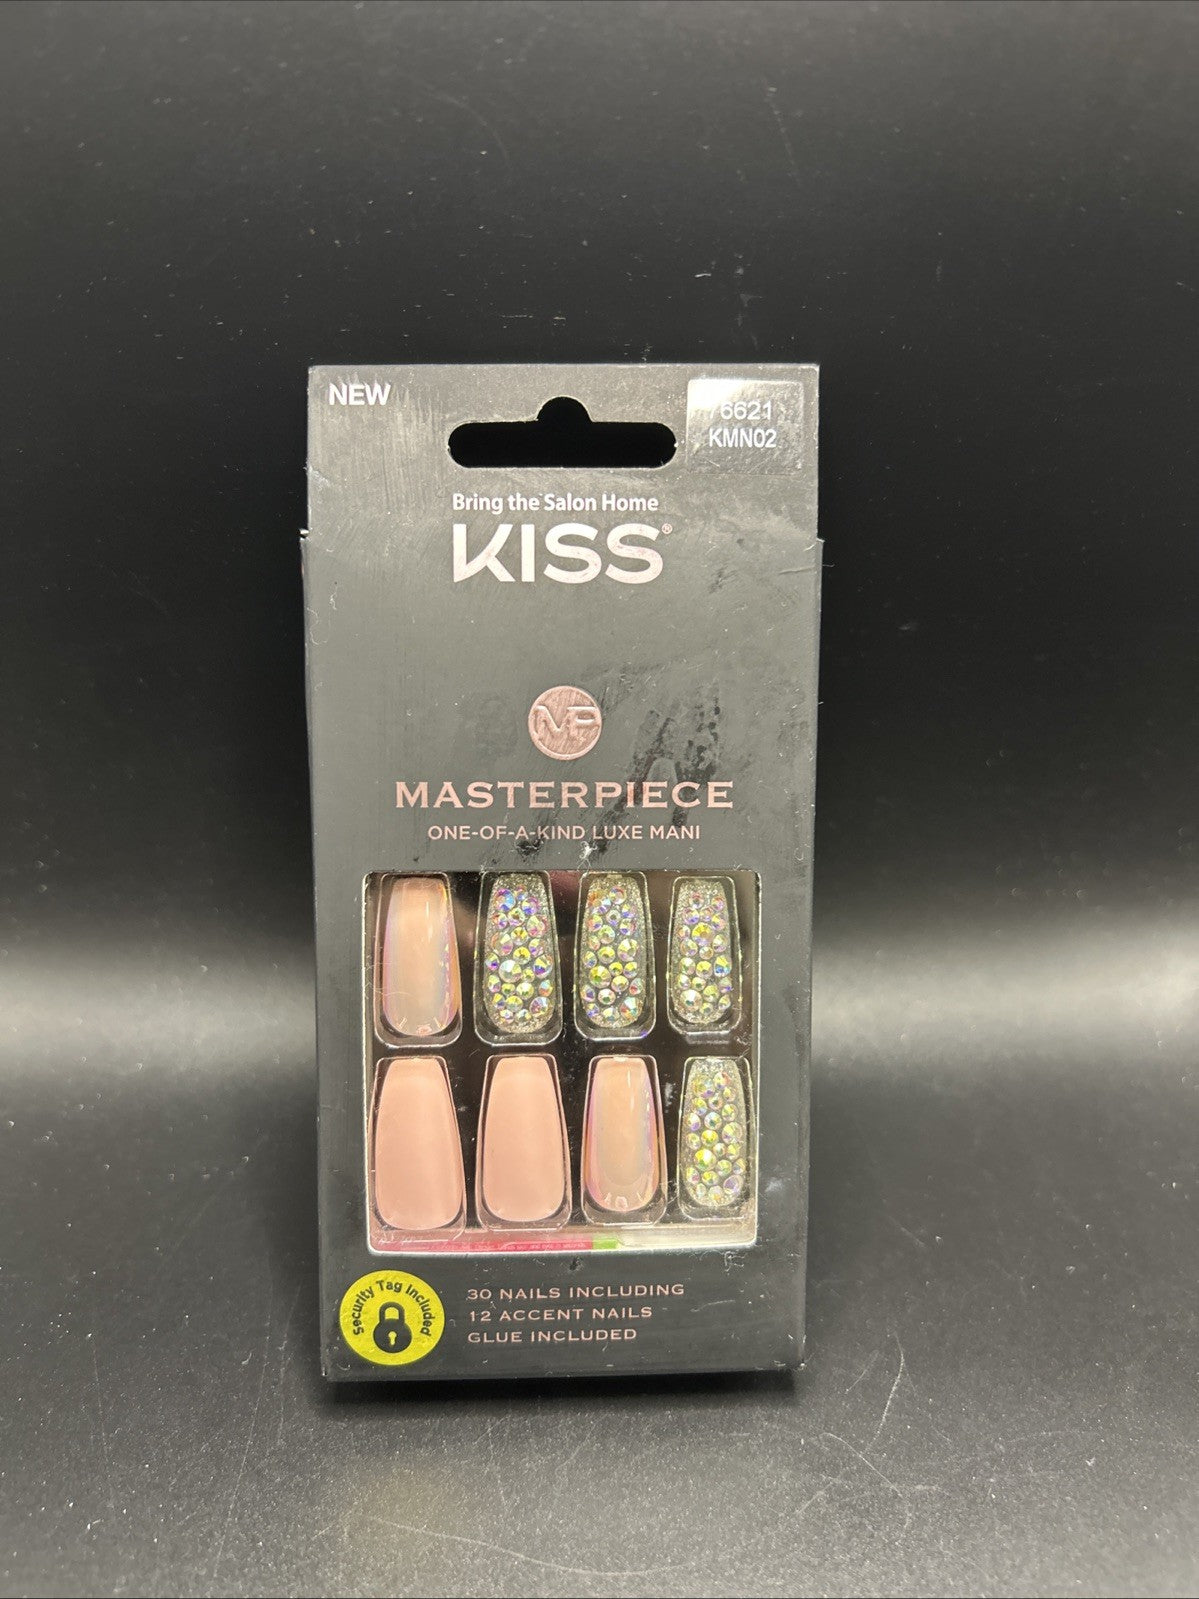 NEW
76621
KMN02
Bring the Salon Home
KISS®
MP
MASTERPIECE
ONE-OF-A-KIND LUXE MANI
Security Tag Included
30 NAILS INCLUDING
12 ACCENT NAILS
GLUE INCLUDED